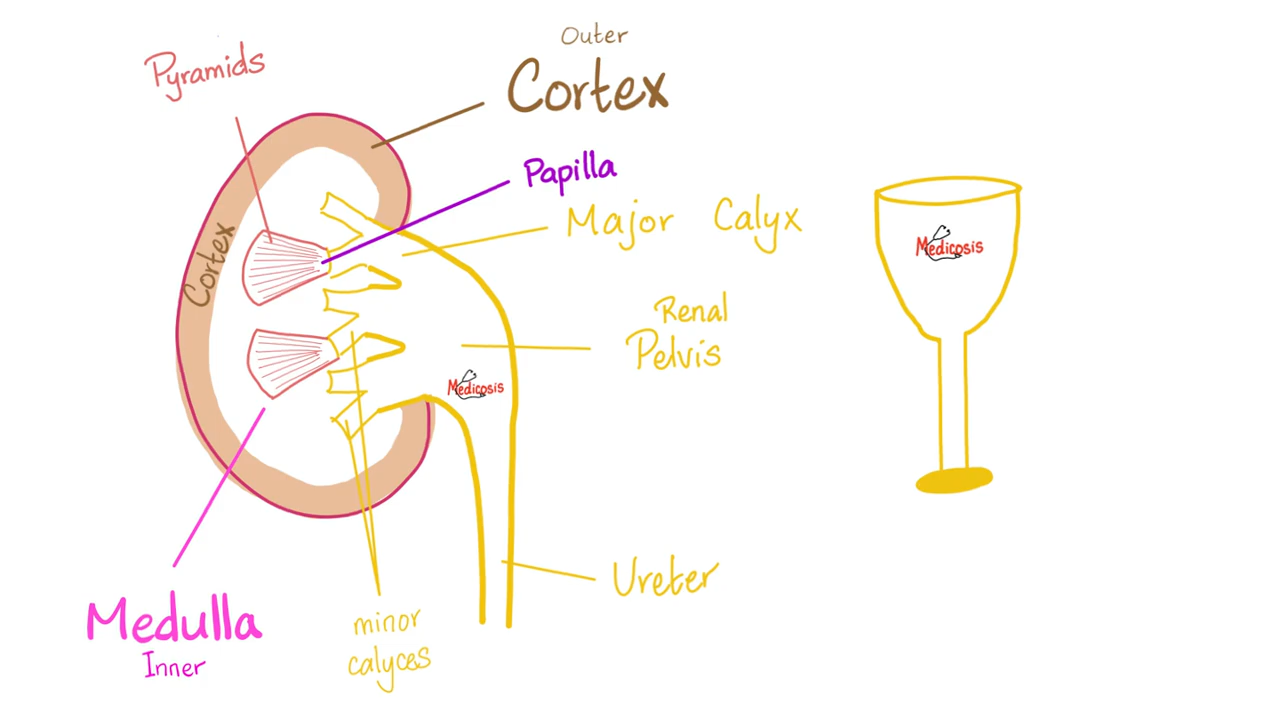 Outer
Cortex
Pyramids
Papilla
Major Calyx
Cortex
Medicosis
Renal
Pelvis
Medicosis
Ureter
Medulla
Inner
minor
calyces